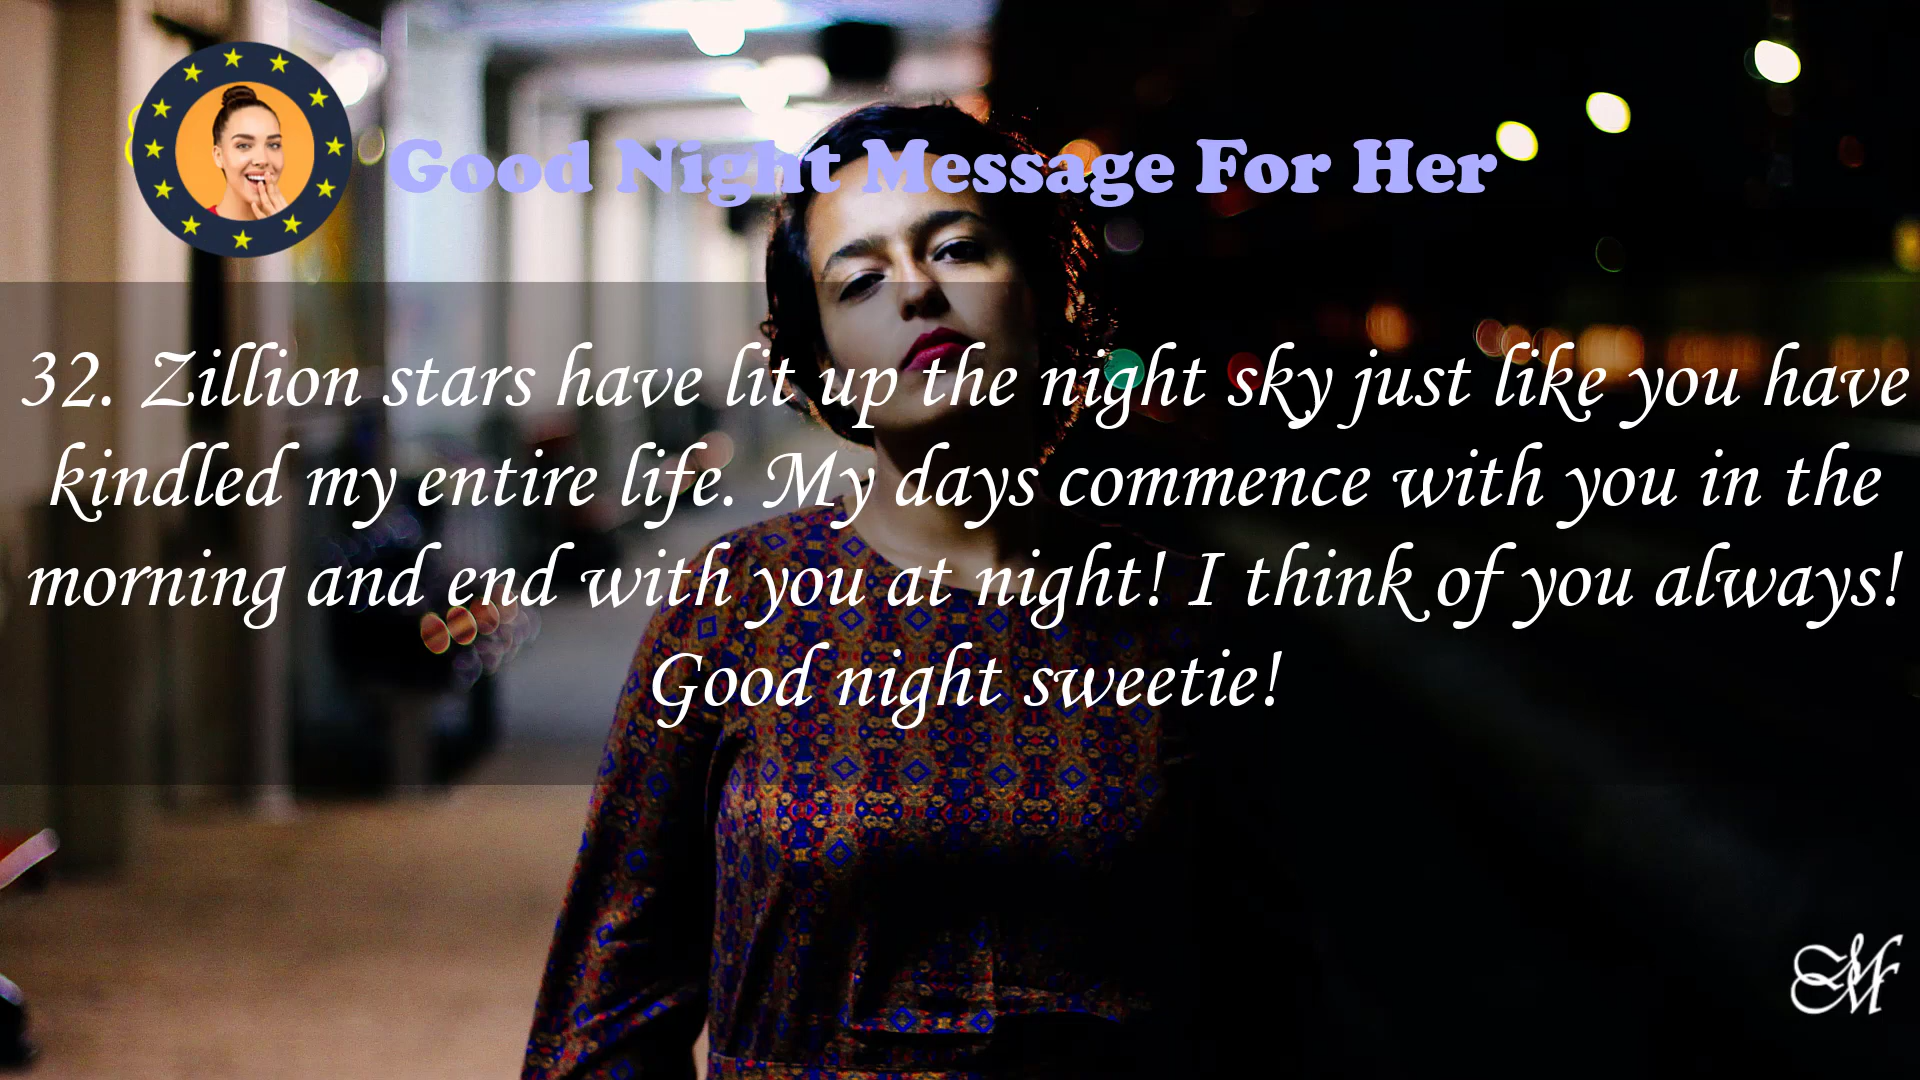 Good Night Message For Her
32. Zillion stars have lit up the night sky just like you have
kindled my entire life. My days commence with you in the
morning and end with you at night! I think of you always!
Good night sweetie!